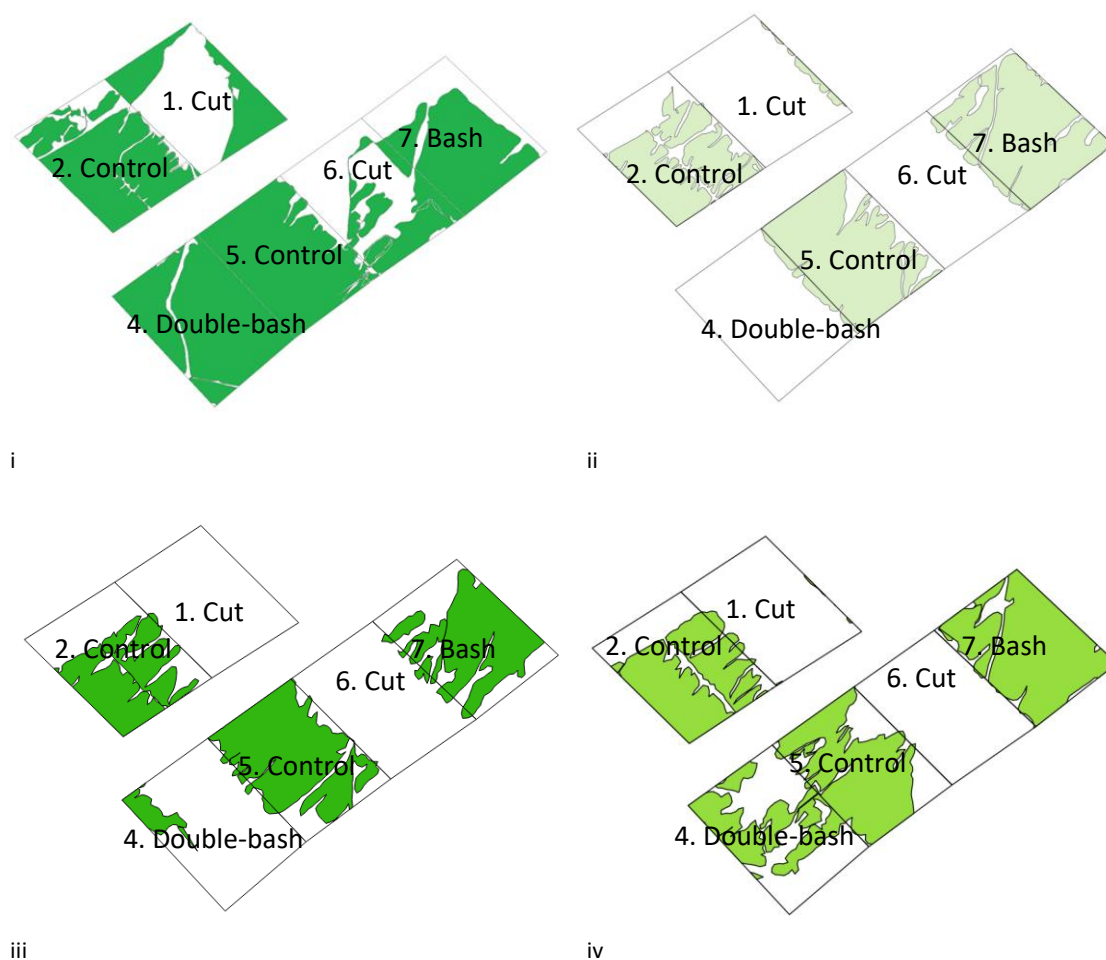 1. Cut
7. Bash
2. Control
6. Cut
5. Control
4. Double-bash
i
1. Cut
7. Bash
2. Control
6. Cut
5. Control
4. Double-bash
ii
1. Cut
2. Control
7. Bash
6. Cut
5. Control
4. Double-bash
iii
1. Cut
2. Control
7. Bash
6. Cut
5. Control
4. Double-bash
iv